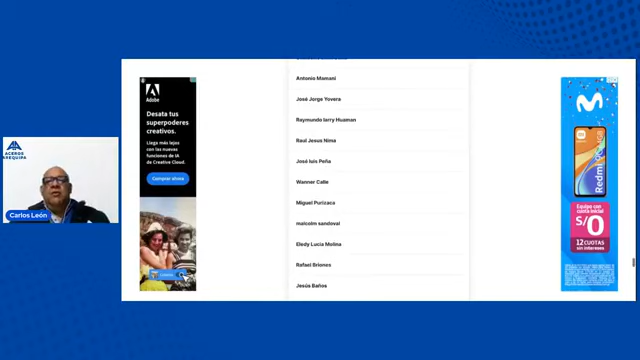 ACEROS
AREQUIPA
Carlos León
Adobe
Desata tus
superpoderes
creativos.
Llega más lejos
con las nuevas
funciones de IA
de Creative Cloud.
Comprar ahora
Antonio Mamani
José Jorge Yovera
Raymundo larry Huaman
Raul Jesus Nima
José luis Peña
Wanner Calle
Miguel Purizaca
malcolm sandoval
Eledy Lucia Molina
Rafael Briones
Jesús Baños
Redmi
Equipo con
cuota inicial
S/0
12 CUOTAS
sin intereses